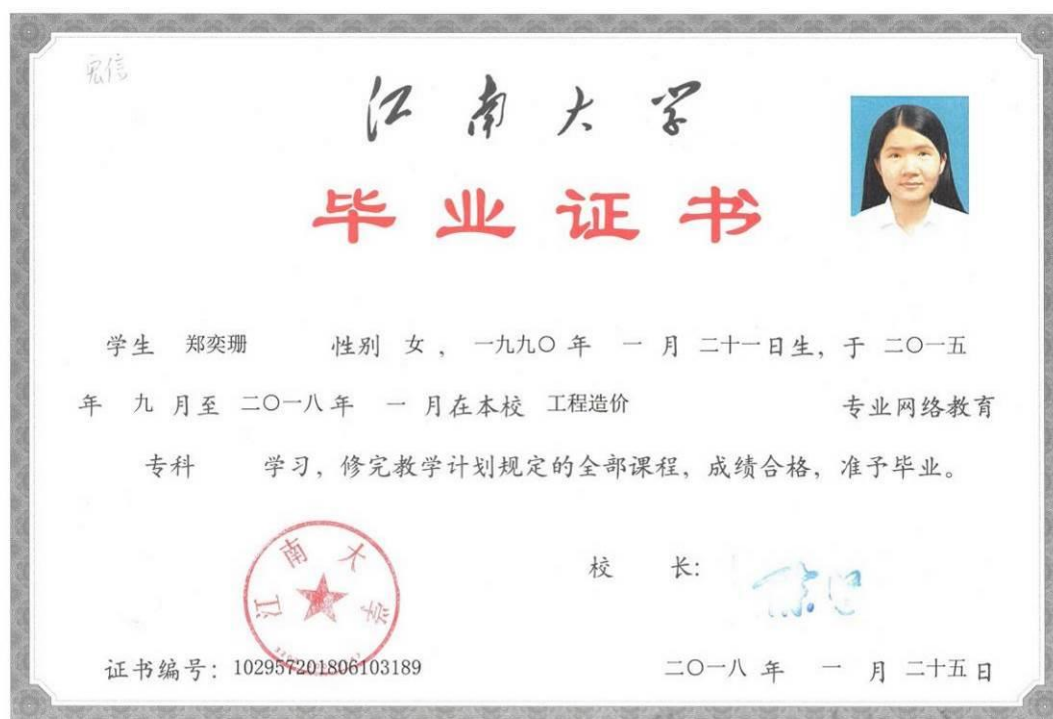 宏信
江南大学
毕业证书
学生 郑奕珊 性别 女，一九九〇年 一 月 二十一日生，于 二〇一五
年 九 月至 二〇一八年 一 月在本校 工程造价 专业网络教育
专科 学习，修完教学计划规定的全部课程，成绩合格，准予毕业。
江南大学
校 长：
证书编号：102957201806103189
二〇一八 年 一 月 二十五日